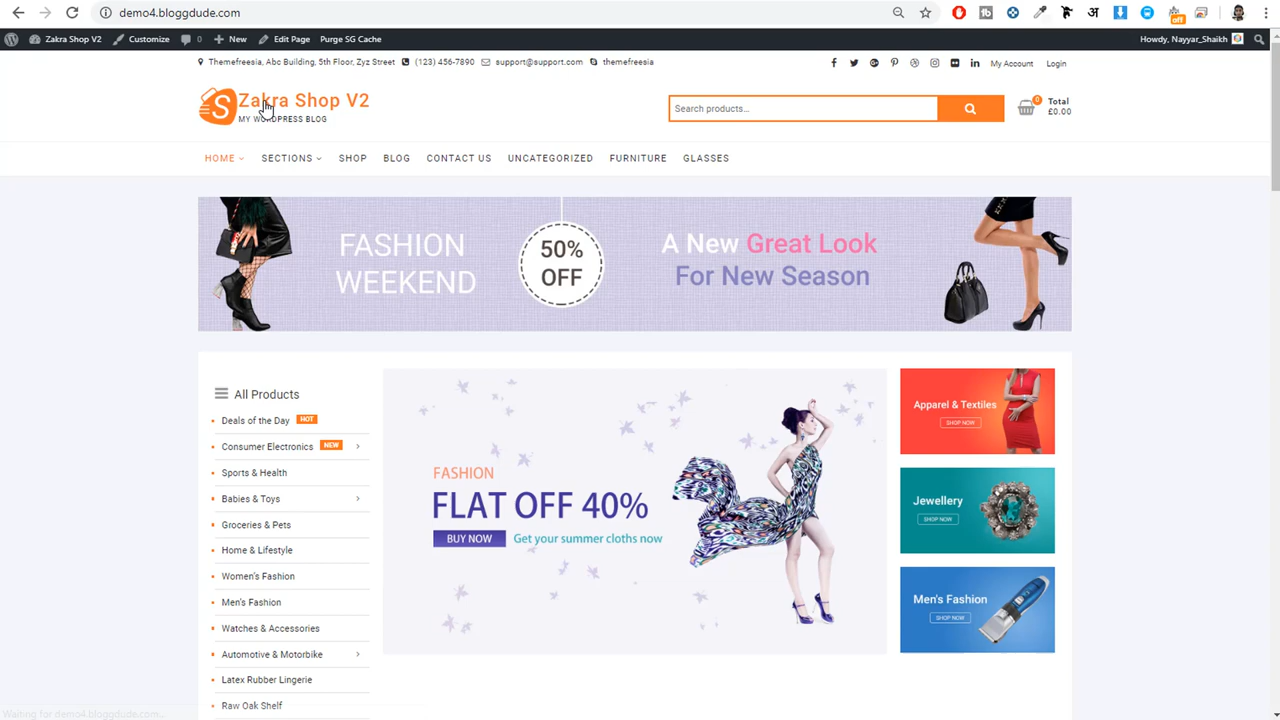 demo4.bloggdude.com
off
Zakra Shop V2 Customize 0 New Edit Page Purge SG Cache Howdy, Nayyar_Shaikh
Themefreesia, Abc Building, 5th Floor, Zyz Street (123) 456-7890 support@support.com themefreesia My Account Login
Zakra Shop V2
MY WORDPRESS BLOG
Search products...
0 Total
£0.00
HOME SECTIONS SHOP BLOG CONTACT US UNCATEGORIZED FURNITURE GLASSES
FASHION
WEEKEND
50%
OFF
A New Great Look
For New Season
All Products
Deals of the Day HOT
Consumer Electronics NEW
Sports & Health
Babies & Toys
Groceries & Pets
Home & Lifestyle
Women's Fashion
Men's Fashion
Watches & Accessories
Automotive & Motorbike
Latex Rubber Lingerie
Raw Oak Shelf
FASHION
FLAT OFF 40%
BUY NOW Get your summer cloths now
Apparel & Textiles
SHOP NOW
Jewellery
SHOP NOW
Men's Fashion
SHOP NOW
Waiting for demo4.bloggdude.com...